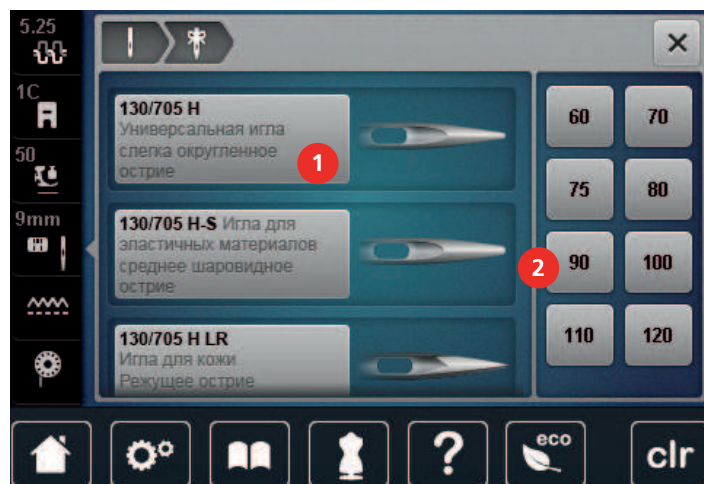 5.25
1C
50
9mm
130/705 H
Универсальная игла
слегка округленное
острие
1
130/705 H-S Игла для
эластичных материалов
среднее шаровидное
острие
130/705 H LR
Игла для кожи
Режущее острие
60 70
75 80
2
90 100
110 120
?
eco
clr